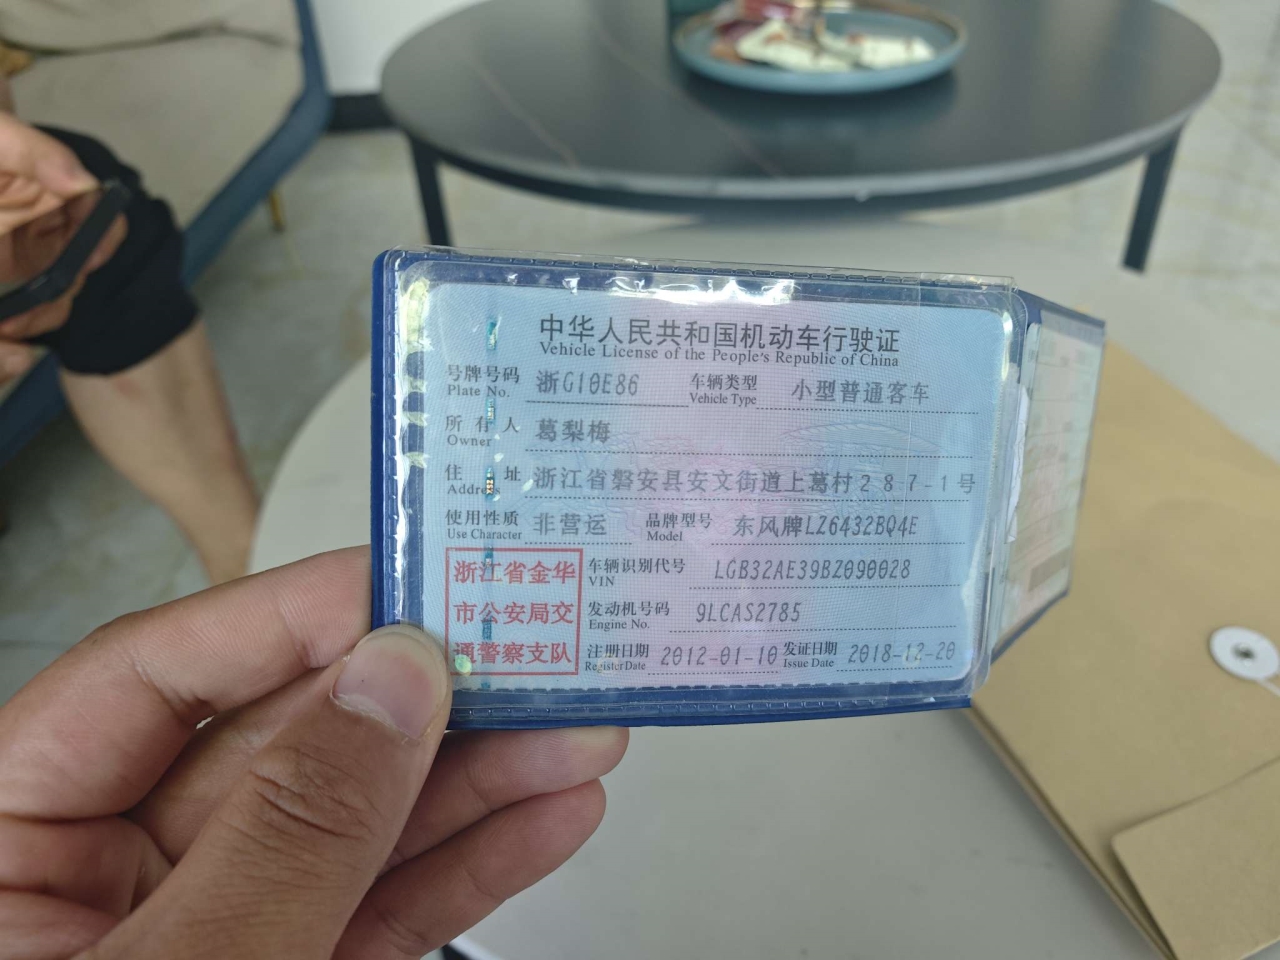 中华人民共和国机动车行驶证
Vehicle License of the People's Republic of China
号牌号码 浙G10E86 车辆类型 小型普通客车
Plate No. Vehicle Type
所有人 葛梨梅
Owner
住址 浙江省磐安县安文街道上葛村287-1号
Address
使用性质 非营运 品牌型号 东风牌LZ6432BQ4E
Use Character Model
浙江省金华 车辆识别代号 LGB32AE39BZ090028
VIN
市公安局交 发动机号码 9LCAS2785
Engine No.
通警察支队 注册日期 2012-01-10 发证日期 2018-12-20
Register Date Issue Date